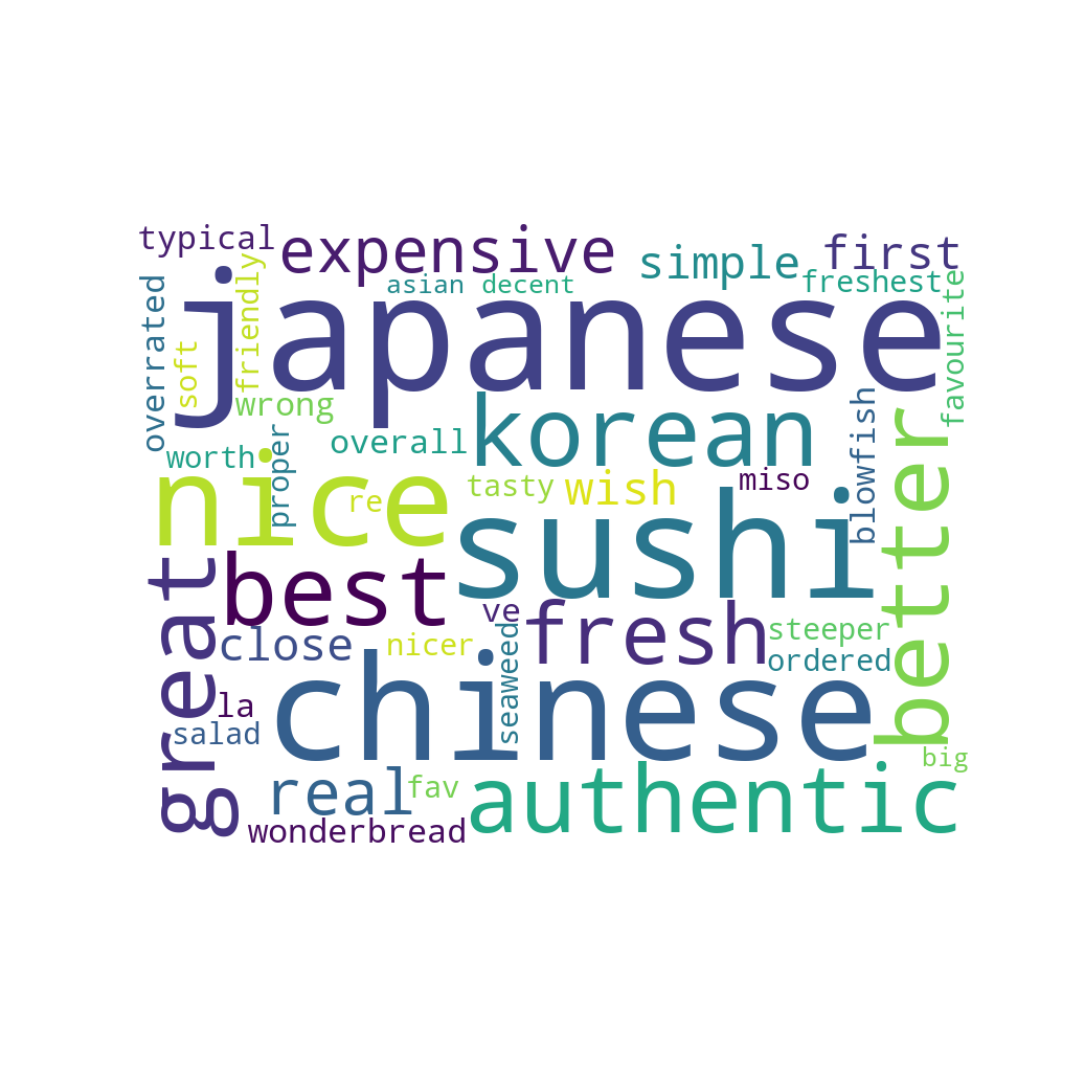 typical
expensive
simple
first
asian
decent
freshest
japanese
overrated
soft
friendly
favourite
wrong
korean
blowfish
better
overall
worth
proper
nice
re
tasty
wish
miso
sushi
great
best
ve
fresh
steeper
close
nicer
seaweed
ordered
chinese
la
salad
big
real
fav
authentic
wonderbread